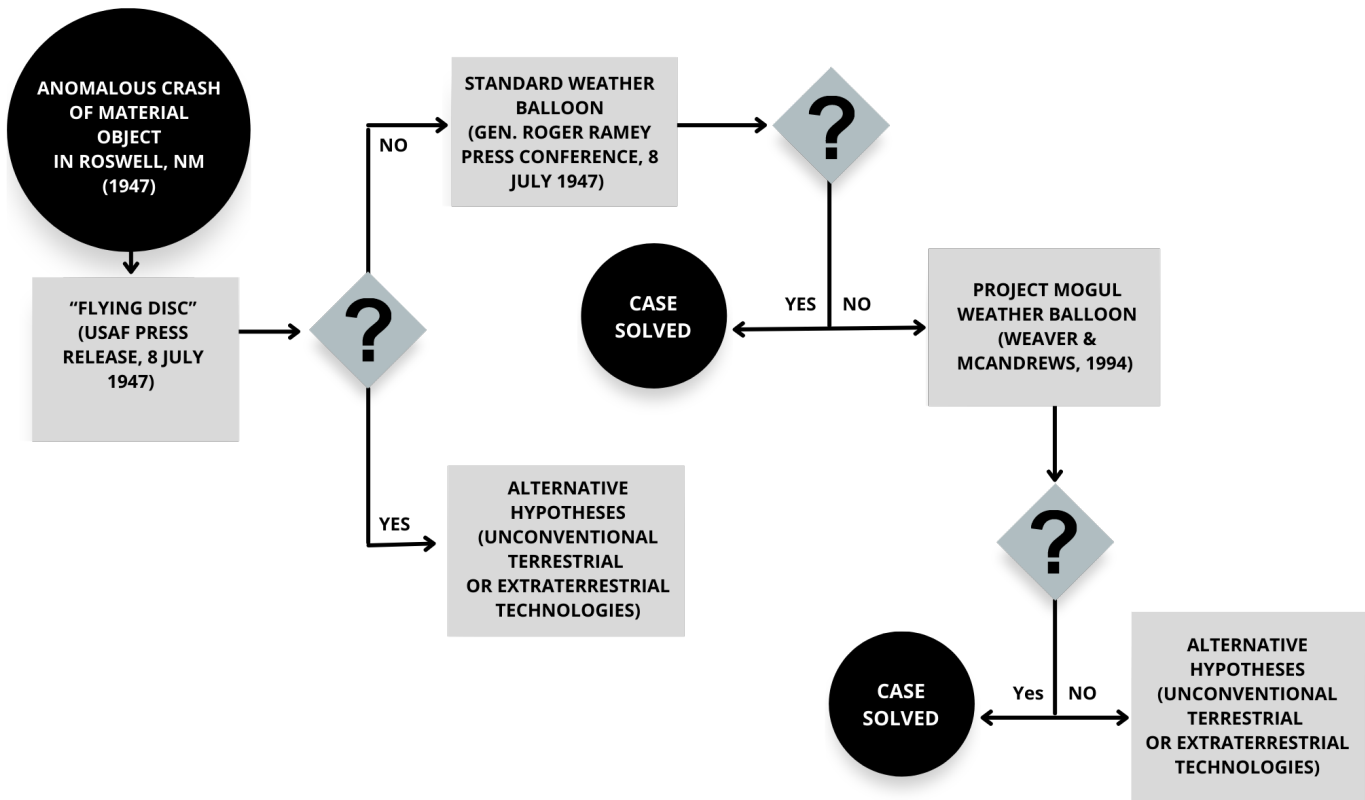 ANOMALOUS CRASH
OF MATERIAL
OBJECT
IN ROSWELL, NM
(1947)
“FLYING DISC”
(USAF PRESS
RELEASE, 8 JULY
1947)
?
NO
STANDARD WEATHER
BALLOON
(GEN. ROGER RAMEY
PRESS CONFERENCE, 8
JULY 1947)
?
YES
NO
CASE
SOLVED
PROJECT MOGUL
WEATHER BALLOON
(WEAVER &
MCANDREWS, 1994)
YES
ALTERNATIVE
HYPOTHESES
(UNCONVENTIONAL
TERRESTRIAL
OR EXTRATERRESTRIAL
TECHNOLOGIES)
?
Yes
NO
CASE
SOLVED
ALTERNATIVE
HYPOTHESES
(UNCONVENTIONAL
TERRESTRIAL
OR EXTRATERRESTRIAL
TECHNOLOGIES)